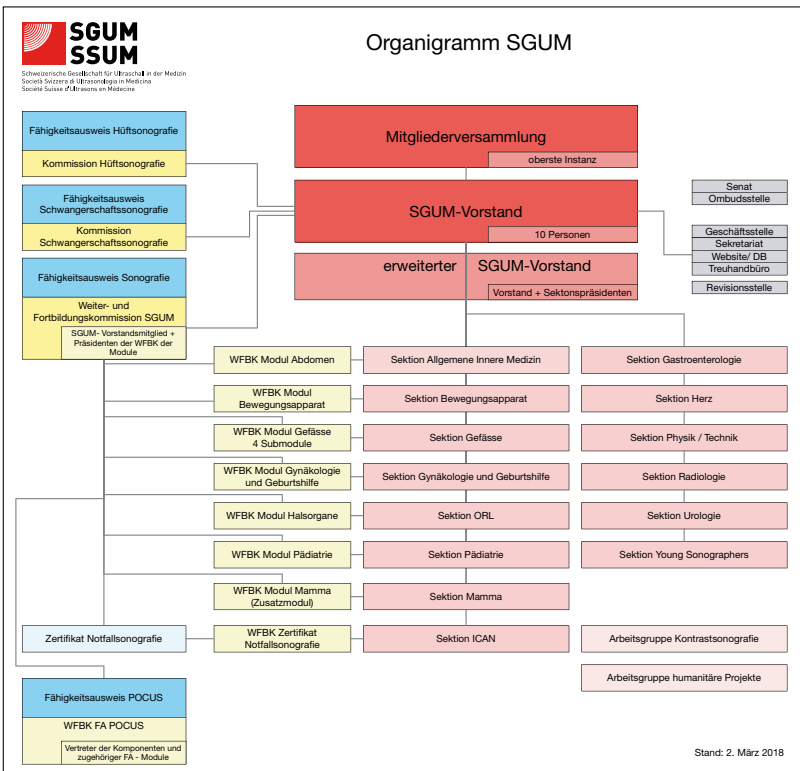 SGUM
SSUM
Schweizerische Gesellschaft für Ultraschall in der Medizin
Società Svizzera di Ultrasonologia in Medicina
Société Suisse d'Ultrasons en Médecine
Organigramm SGUM
Fähigkeitsausweis Hüftsonografie
Kommission Hüftsonografie
Fähigkeitsausweis
Schwangerschaftssonografie
Kommission
Schwangerschaftssonografie
Fähigkeitsausweis Sonografie
Weiter- und
Fortbildungskommission SGUM
SGUM- Vorstandsmitglied +
Präsidenten der WFBK der
Module
Mitgliederversammlung
oberste Instanz
SGUM-Vorstand
10 Personen
erweiterter SGUM-Vorstand
Vorstand + Sektonspräsidenten
Senat
Ombudsstelle
Geschäftsstelle
Sekretariat
Website/ DB
Treuhandbüro
Revisionsstelle
WFBK Modul Abdomen
Sektion Allgemeine Innere Medizin
Sektion Gastroenterologie
WFBK Modul
Bewegungsapparat
Sektion Bewegungsapparat
Sektion Herz
WFBK Modul Gefässe
4 Submodule
Sektion Gefässe
Sektion Physik / Technik
WFBK Modul Gynäkologie
und Geburtshilfe
Sektion Gynäkologie und Geburtshilfe
Sektion Radiologie
WFBK Modul Halsorgane
Sektion ORL
Sektion Urologie
WFBK Modul Pädiatrie
Sektion Pädiatrie
Sektion Young Sonographers
WFBK Modul Mamma
(Zusatzmodul)
Sektion Mamma
Zertifikat Notfallsonografie
WFBK Zertifikat
Notfallsonografie
Sektion ICAN
Arbeitsgruppe Kontrastsonografie
Arbeitsgruppe humanitäre Projekte
Fähigkeitsausweis POCUS
WFBK FA POCUS
Vertreter der Komponenten und
zugehöriger FA - Module
Stand: 2. März 2018